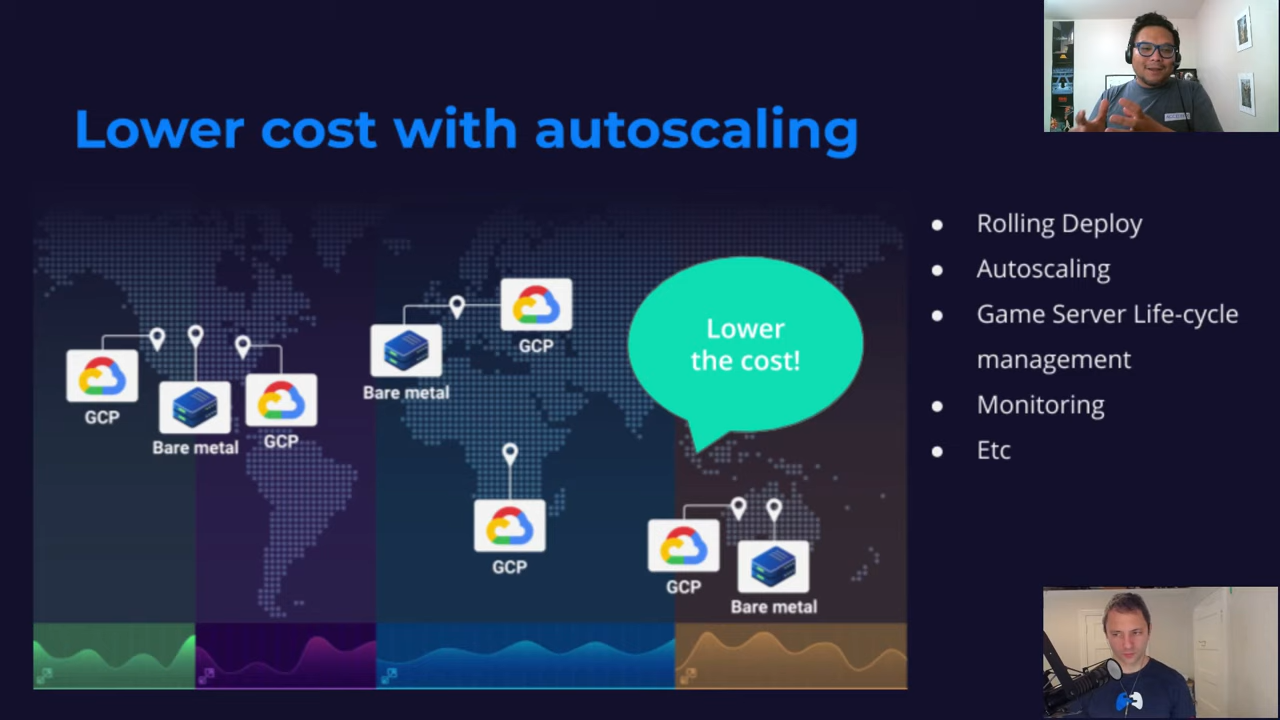 Lower cost with autoscaling
Lower
the cost!
GCP
Bare metal
GCP
Bare metal
GCP
GCP
GCP
Bare metal
Rolling Deploy
Autoscaling
Game Server Life-cycle
management
Monitoring
Etc